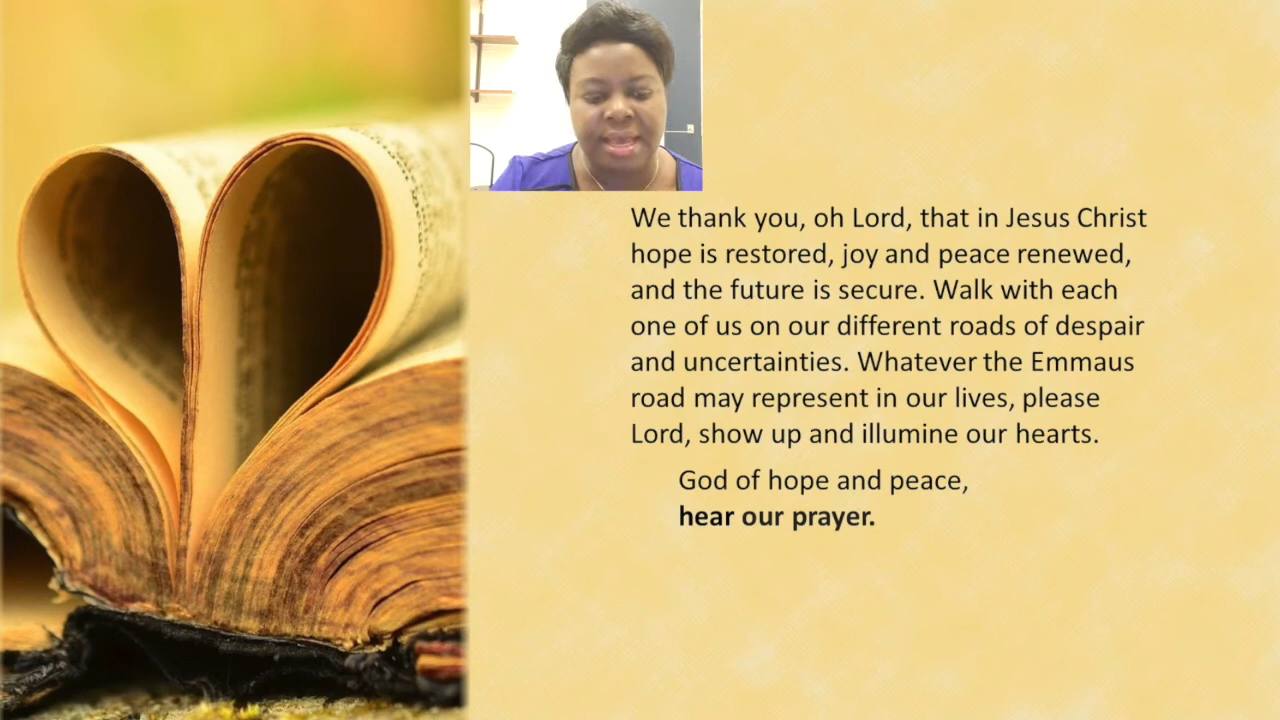 We thank you, oh Lord, that in Jesus Christ
hope is restored, joy and peace renewed,
and the future is secure. Walk with each
one of us on our different roads of despair
and uncertainties. Whatever the Emmaus
road may represent in our lives, please
Lord, show up and illumine our hearts.
God of hope and peace,
hear our prayer.